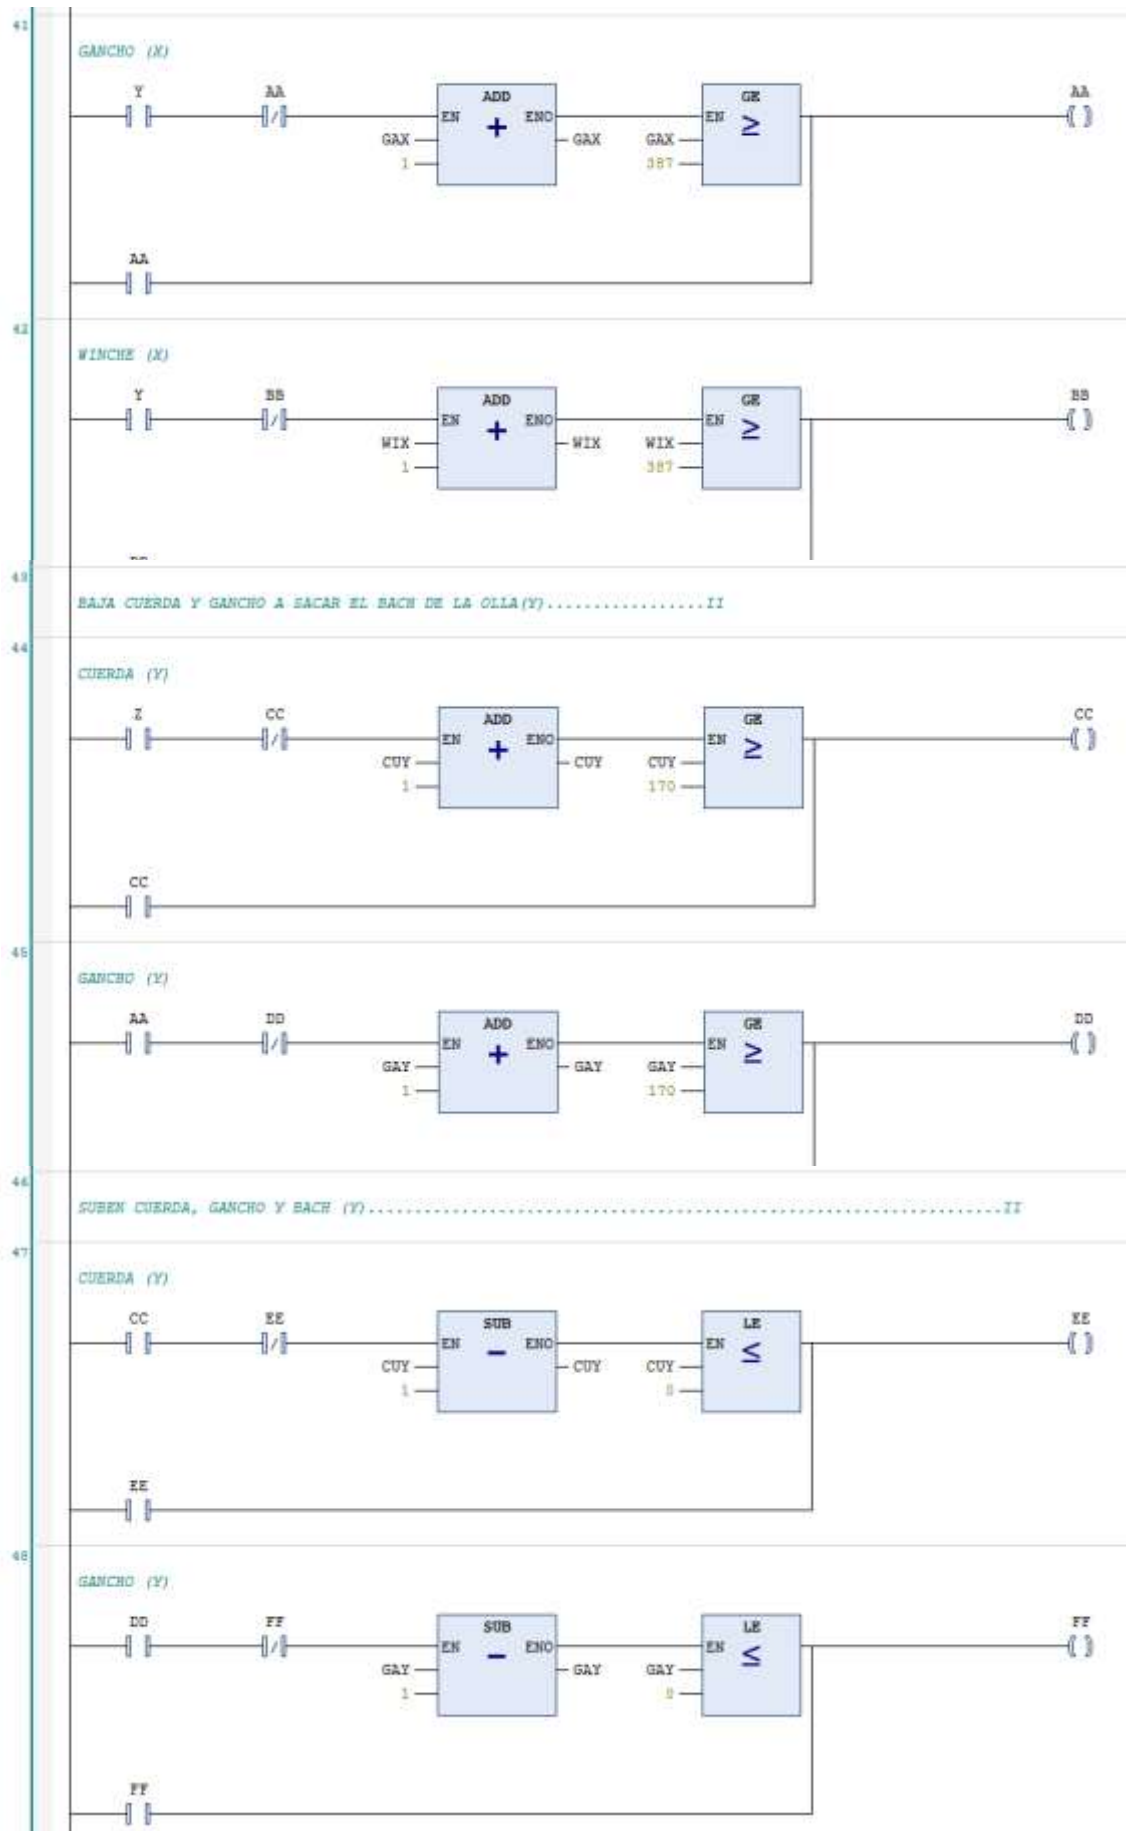 41
GANCHO (X)
Y AA ADD GE AA
EN ENO EN
+ ≥
GAX GAX GAX
1 387
AA
42
WINCHE (X)
Y BB ADD GE BB
EN ENO EN
+ ≥
WIX WIX WIX
1 387
43
BAJA CUERDA Y GANCHO A SACAR EL BACH DE LA OLLA(Y).................II
44
CUERDA (Y)
Z CC ADD GE CC
EN ENO EN
+ ≥
CUY CUY CUY
1 170
CC
45
GANCHO (Y)
AA DD ADD GE DD
EN ENO EN
+ ≥
GAY GAY GAY
1 170
46
SUBEN CUERDA, GANCHO Y BACH (Y).....................................................................II
47
CUERDA (Y)
CC EE SUB LE EE
EN ENO EN
− ≤
CUY CUY CUY
1 0
EE
48
GANCHO (Y)
DD FF SUB LE FF
EN ENO EN
− ≤
GAY GAY GAY
1 0
FF